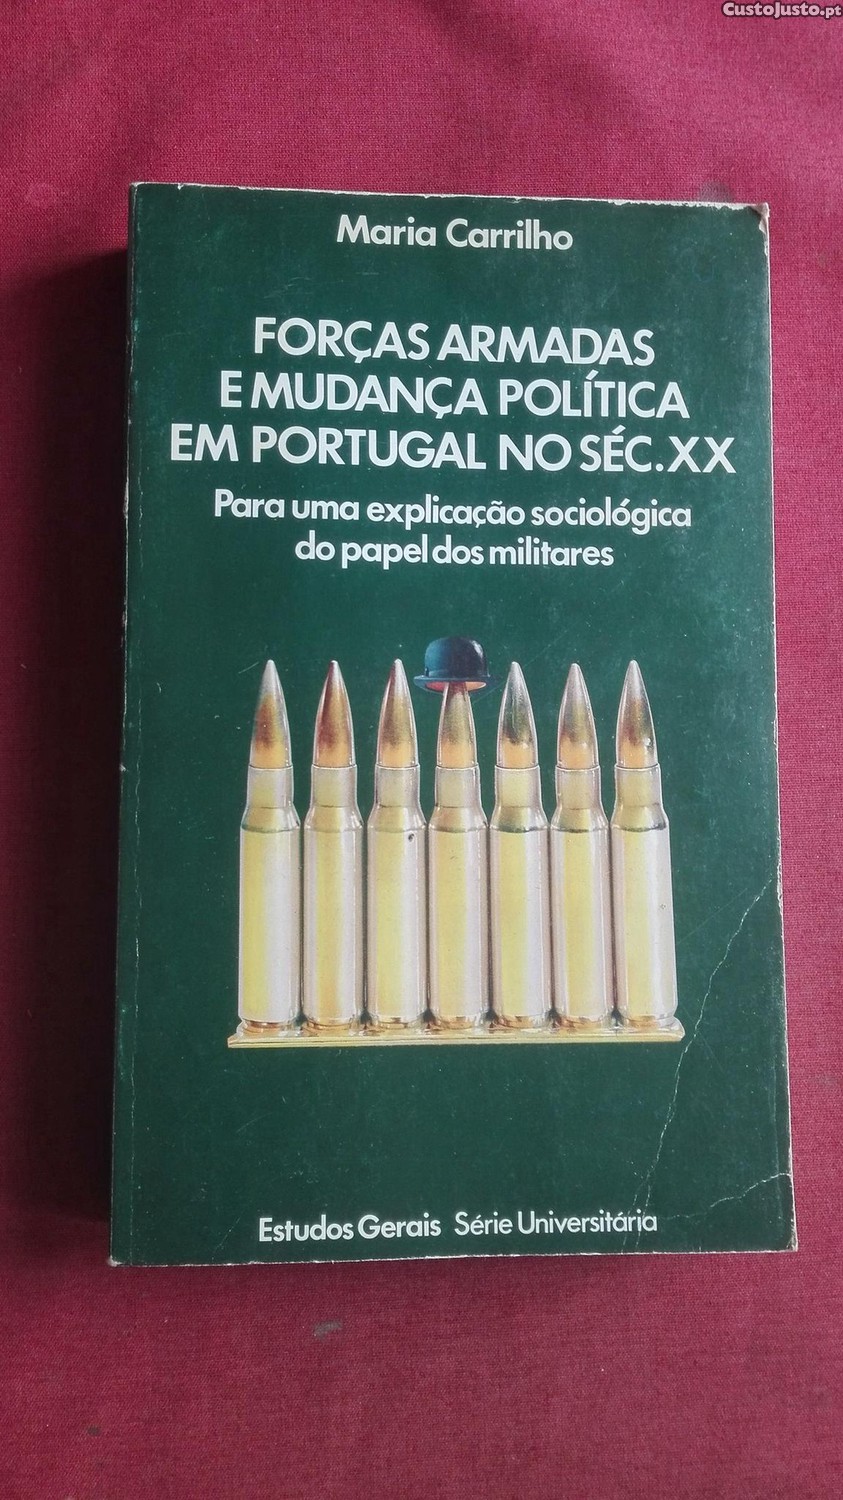 CustoJusto.pt
Maria Carrilho
FORÇAS ARMADAS
E MUDANÇA POLÍTICA
EM PORTUGAL NO SÉC.XX
Para uma explicação sociológica
do papel dos militares
Estudos Gerais Série Universitária